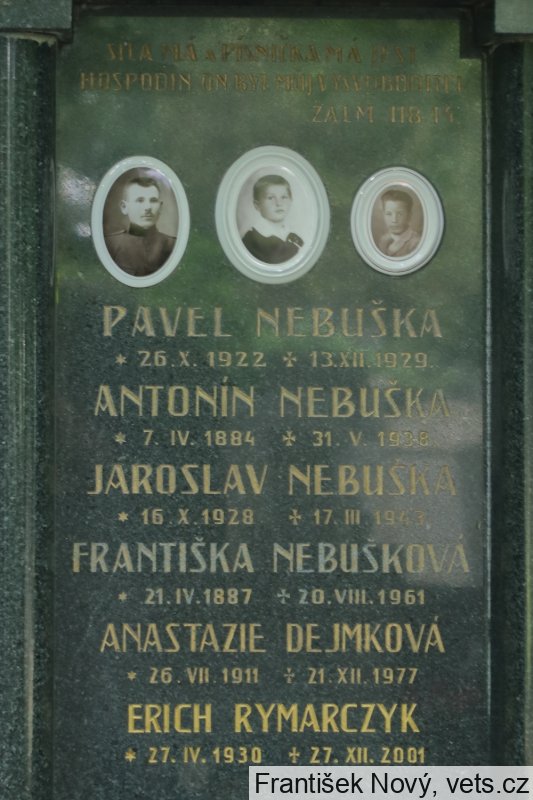 SÍLA MÁ A PÍSNIČKA MÁ JEST
HOSPODIN, ON BYL MŮJ VYSVOBODITEL
ŽALM 118-14.
PAVEL NEBUŠKA
* 26.X.1922 ✢ 13.XII.1929.
ANTONÍN NEBUŠKA
* 7.IV.1884 ✢ 31.V.1938.
JAROSLAV NEBUŠKA
* 16.X.1928 ✢ 17.III.1943.
FRANTIŠKA NEBUŠKOVÁ
* 21.IV.1887 ✢ 20.VIII.1961
ANASTAZIE DEJMKOVÁ
* 26.VII.1911 ✢ 21.XII.1977
ERICH RYMARCZYK
* 27.IV.1930 ✢ 27.XII.2001
František Nový, vets.cz